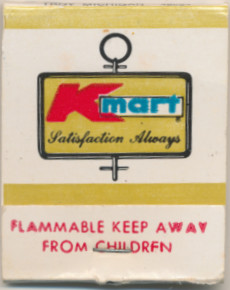 Kmart®
Satisfaction Always
FLAMMABLE KEEP AWAY
FROM CHILDREN